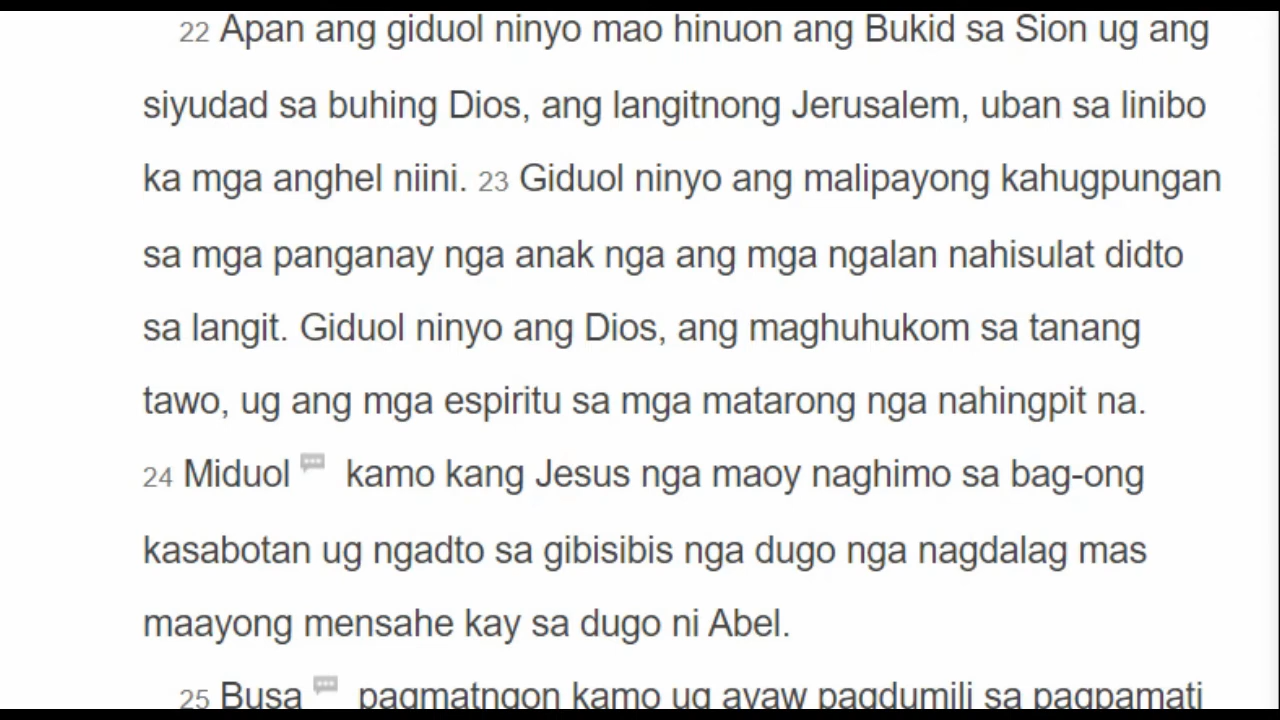 22 Apan ang giduol ninyo mao hinuon ang Bukid sa Sion ug ang
siyudad sa buhing Dios, ang langitnong Jerusalem, uban sa linibo
ka mga anghel niini. 23 Giduol ninyo ang malipayong kahugpungan
sa mga panganay nga anak nga ang mga ngalan nahisulat didto
sa langit. Giduol ninyo ang Dios, ang maghuhukom sa tanang
tawo, ug ang mga espiritu sa mga matarong nga nahingpit na.
24 Miduol kamo kang Jesus nga maoy naghimo sa bag-ong
kasabotan ug ngadto sa gibisibis nga dugo nga nagdalag mas
maayong mensahe kay sa dugo ni Abel.
25 Busa pagmatngon kamo ug ayaw pagdumili sa pagpamati